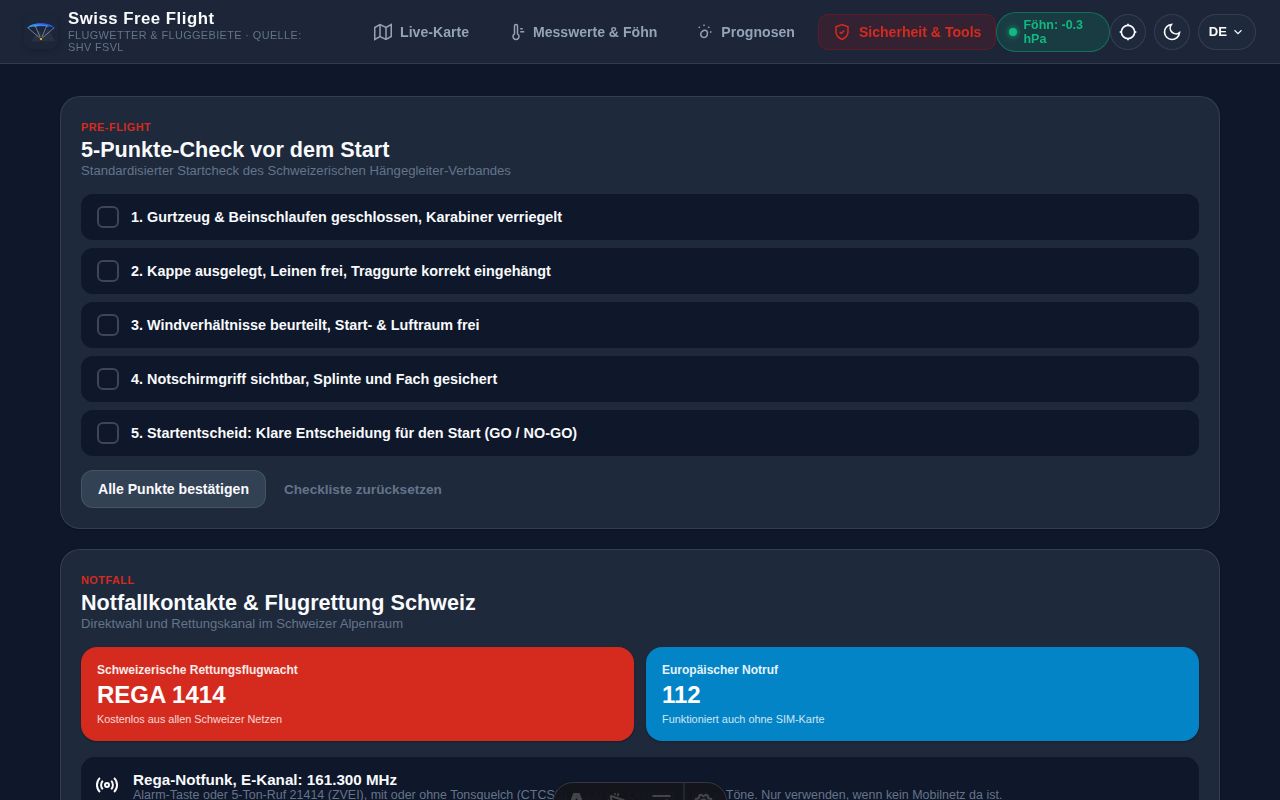 Swiss Free Flight
FLUGWETTER & FLUGGEBIETE · QUELLE:
SHV FSVL
Live-Karte
Messwerte & Föhn
Prognosen
Sicherheit & Tools
Föhn: -0.3
hPa
DE
PRE-FLIGHT
5-Punkte-Check vor dem Start
Standardisierter Startcheck des Schweizerischen Hängegleiter-Verbandes
1. Gurtzeug & Beinschlaufen geschlossen, Karabiner verriegelt
2. Kappe ausgelegt, Leinen frei, Traggurte korrekt eingehängt
3. Windverhältnisse beurteilt, Start- & Luftraum frei
4. Notschirmgriff sichtbar, Splinte und Fach gesichert
5. Startentscheid: Klare Entscheidung für den Start (GO / NO-GO)
Alle Punkte bestätigen
Checkliste zurücksetzen
NOTFALL
Notfallkontakte & Flugrettung Schweiz
Direktwahl und Rettungskanal im Schweizer Alpenraum
Schweizerische Rettungsflugwacht
REGA 1414
Kostenlos aus allen Schweizer Netzen
Europäischer Notruf
112
Funktioniert auch ohne SIM-Karte
Rega-Notfunk, E-Kanal: 161.300 MHz
Alarm-Taste oder 5-Ton-Ruf 21414 (ZVEI), mit oder ohne Tonsquelch (CTCS Töne. Nur verwenden, wenn kein Mobilnetz da ist.